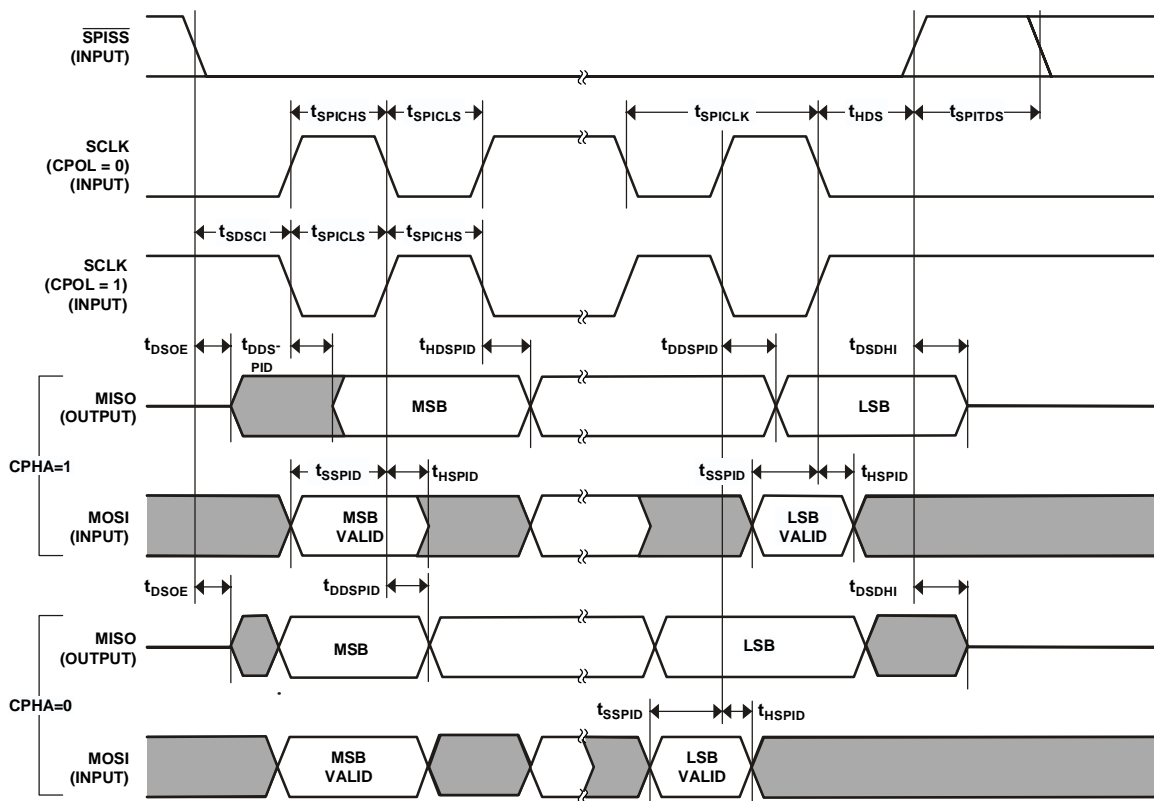 SPISS
(INPUT)
tSPICHS tSPICLS tSPICLK tHDS tSPITDS
SCLK
(CPOL = 0)
(INPUT)
tSDSCI tSPICLS tSPICHS
SCLK
(CPOL = 1)
(INPUT)
tDSOE tDDS-PID tHDSPID tDDSPID tDSDHI
MISO
(OUTPUT)
MSB LSB
CPHA=1
tSSPID tHSPID tSSPID tHSPID
MOSI
(INPUT)
MSB
VALID
LSB
VALID
tDSOE tDDSPID tDSDHI
MISO
(OUTPUT)
MSB LSB
CPHA=0
tSSPID tHSPID
MOSI
(INPUT)
MSB
VALID
LSB
VALID